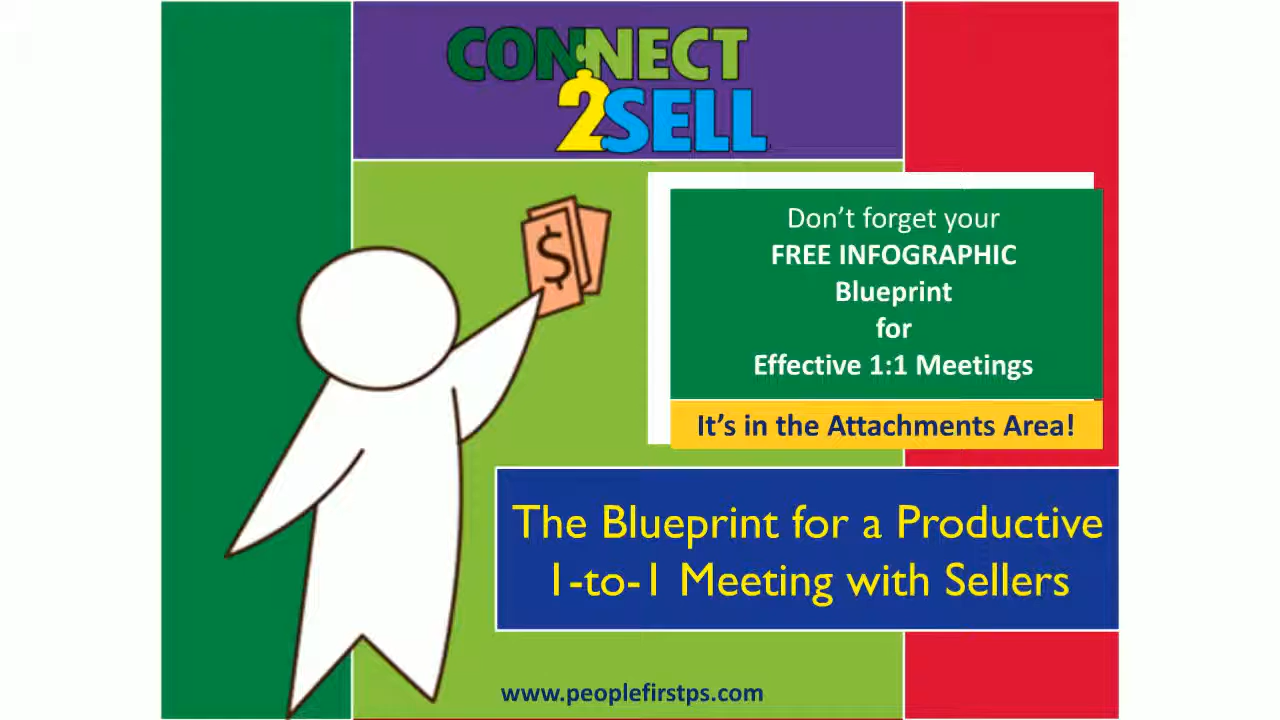 CONNECT
2SELL
Don't forget your
FREE INFOGRAPHIC
Blueprint
for
Effective 1:1 Meetings
It's in the Attachments Area!
$
The Blueprint for a Productive
1-to-1 Meeting with Sellers
www.peoplefirstps.com